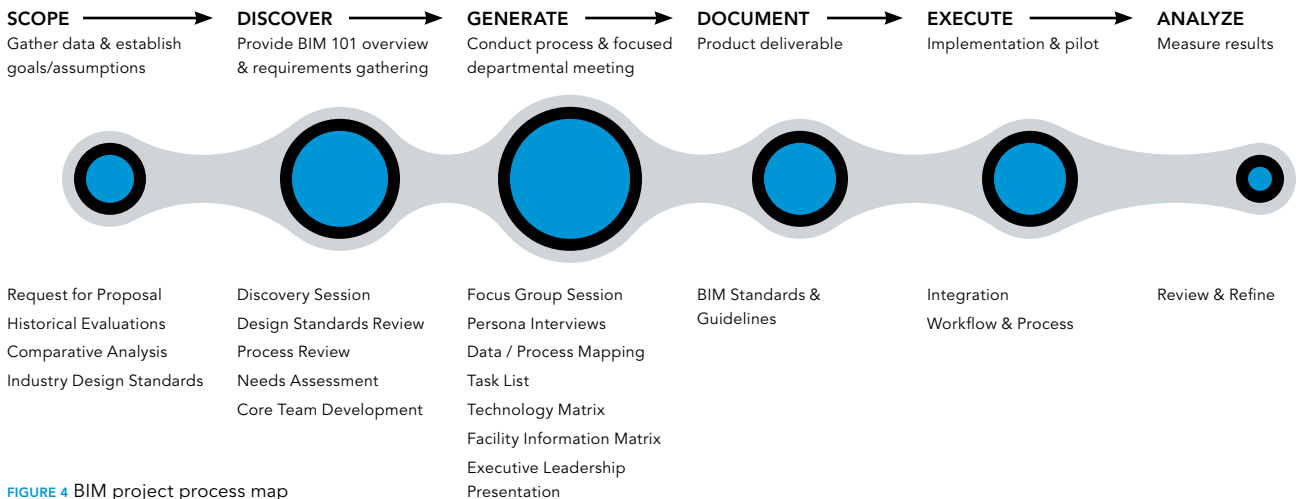 SCOPE
Gather data & establish
goals/assumptions
DISCOVER
Provide BIM 101 overview
& requirements gathering
GENERATE
Conduct process & focused
departmental meeting
DOCUMENT
Product deliverable
EXECUTE
Implementation & pilot
ANALYZE
Measure results
Request for Proposal
Historical Evaluations
Comparative Analysis
Industry Design Standards
Discovery Session
Design Standards Review
Process Review
Needs Assessment
Core Team Development
Focus Group Session
Persona Interviews
Data / Process Mapping
Task List
Technology Matrix
Facility Information Matrix
Executive Leadership
Presentation
BIM Standards &
Guidelines
Integration
Workflow & Process
Review & Refine
FIGURE 4 BIM project process map